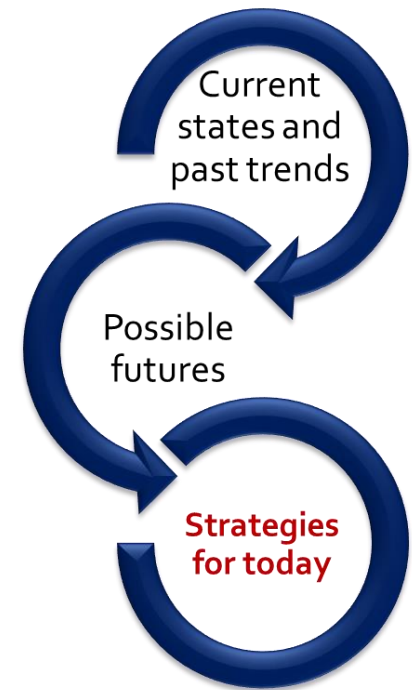 Current
states and
past trends
Possible
futures
Strategies
for today